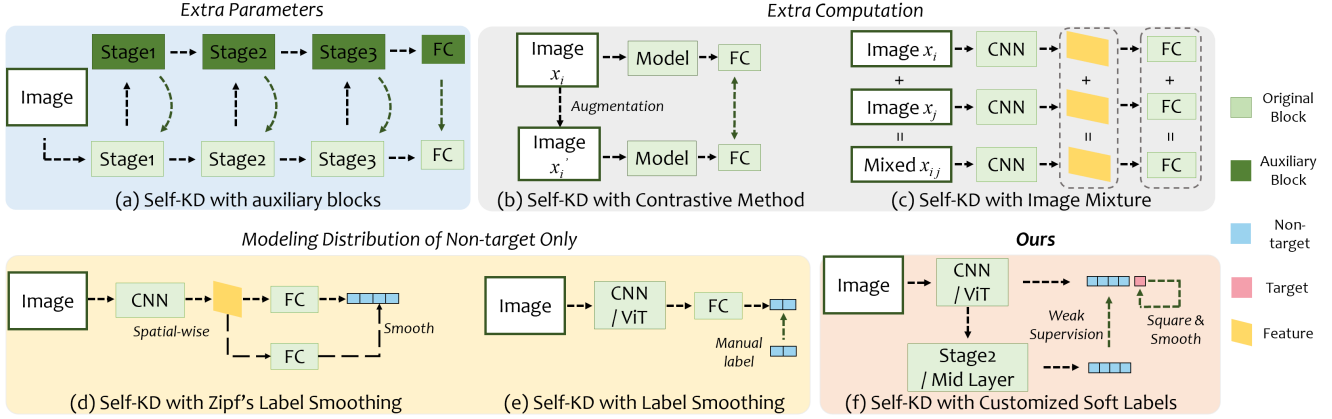 Extra Parameters
Extra Computation
Stage1
Stage2
Stage3
FC
Image
Stage1
Stage2
Stage3
FC
(a) Self-KD with auxiliary blocks
Image
xᵢ
Model
FC
Augmentation
Image
xᵢ′
Model
FC
(b) Self-KD with Contrastive Method
Image xᵢ
CNN
FC
+
+
+
Image xⱼ
CNN
FC
=
=
=
Mixed xᵢⱼ
CNN
FC
(c) Self-KD with Image Mixture
Original
Block
Auxiliary
Block
Non-
target
Target
Feature
Modeling Distribution of Non-target Only
Ours
Image
CNN
FC
Spatial-wise
Smooth
FC
(d) Self-KD with Zipf's Label Smoothing
Image
CNN
/ ViT
FC
Manual
label
(e) Self-KD with Label Smoothing
Image
CNN
/ ViT
Weak
Supervision
Square &
Smooth
Stage2
/ Mid Layer
(f) Self-KD with Customized Soft Labels